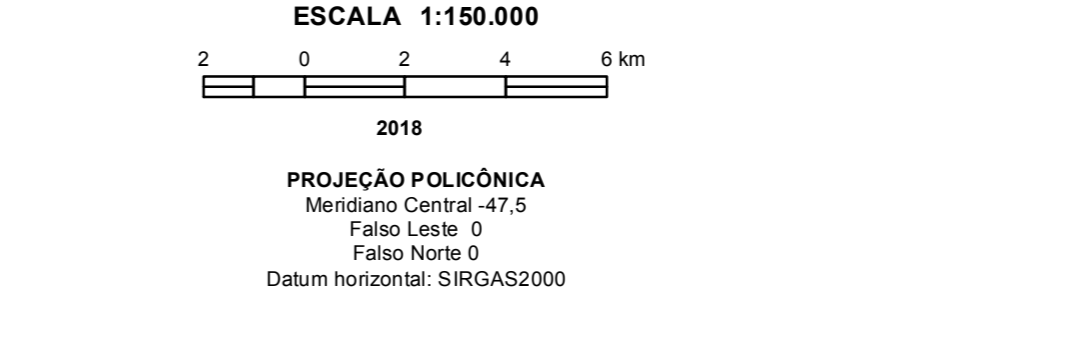 ESCALA 1:150.000
2 0 2 4 6 km
2018
PROJEÇÃO POLICÔNICA
Meridiano Central -47,5
Falso Leste 0
Falso Norte 0
Datum horizontal: SIRGAS2000